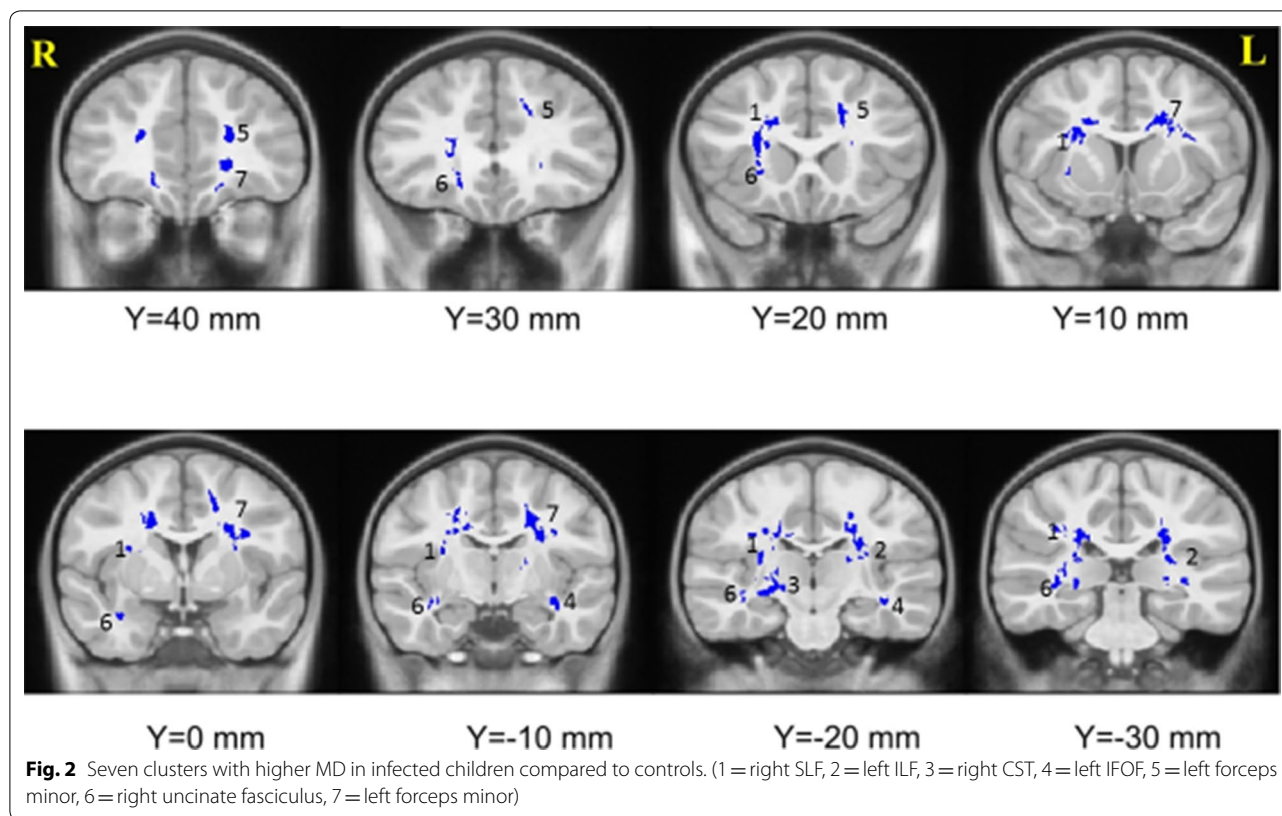 R
L
5
7
5
6
1
5
6
7
1
Y=40 mm
Y=30 mm
Y=20 mm
Y=10 mm
7
1
6
7
1
6
4
1
2
3
6
4
1
2
6
Y=0 mm
Y=-10 mm
Y=-20 mm
Y=-30 mm
Fig. 2 Seven clusters with higher MD in infected children compared to controls. (1 = right SLF, 2 = left ILF, 3 = right CST, 4 = left IFOF, 5 = left forceps
minor, 6 = right uncinate fasciculus, 7 = left forceps minor)